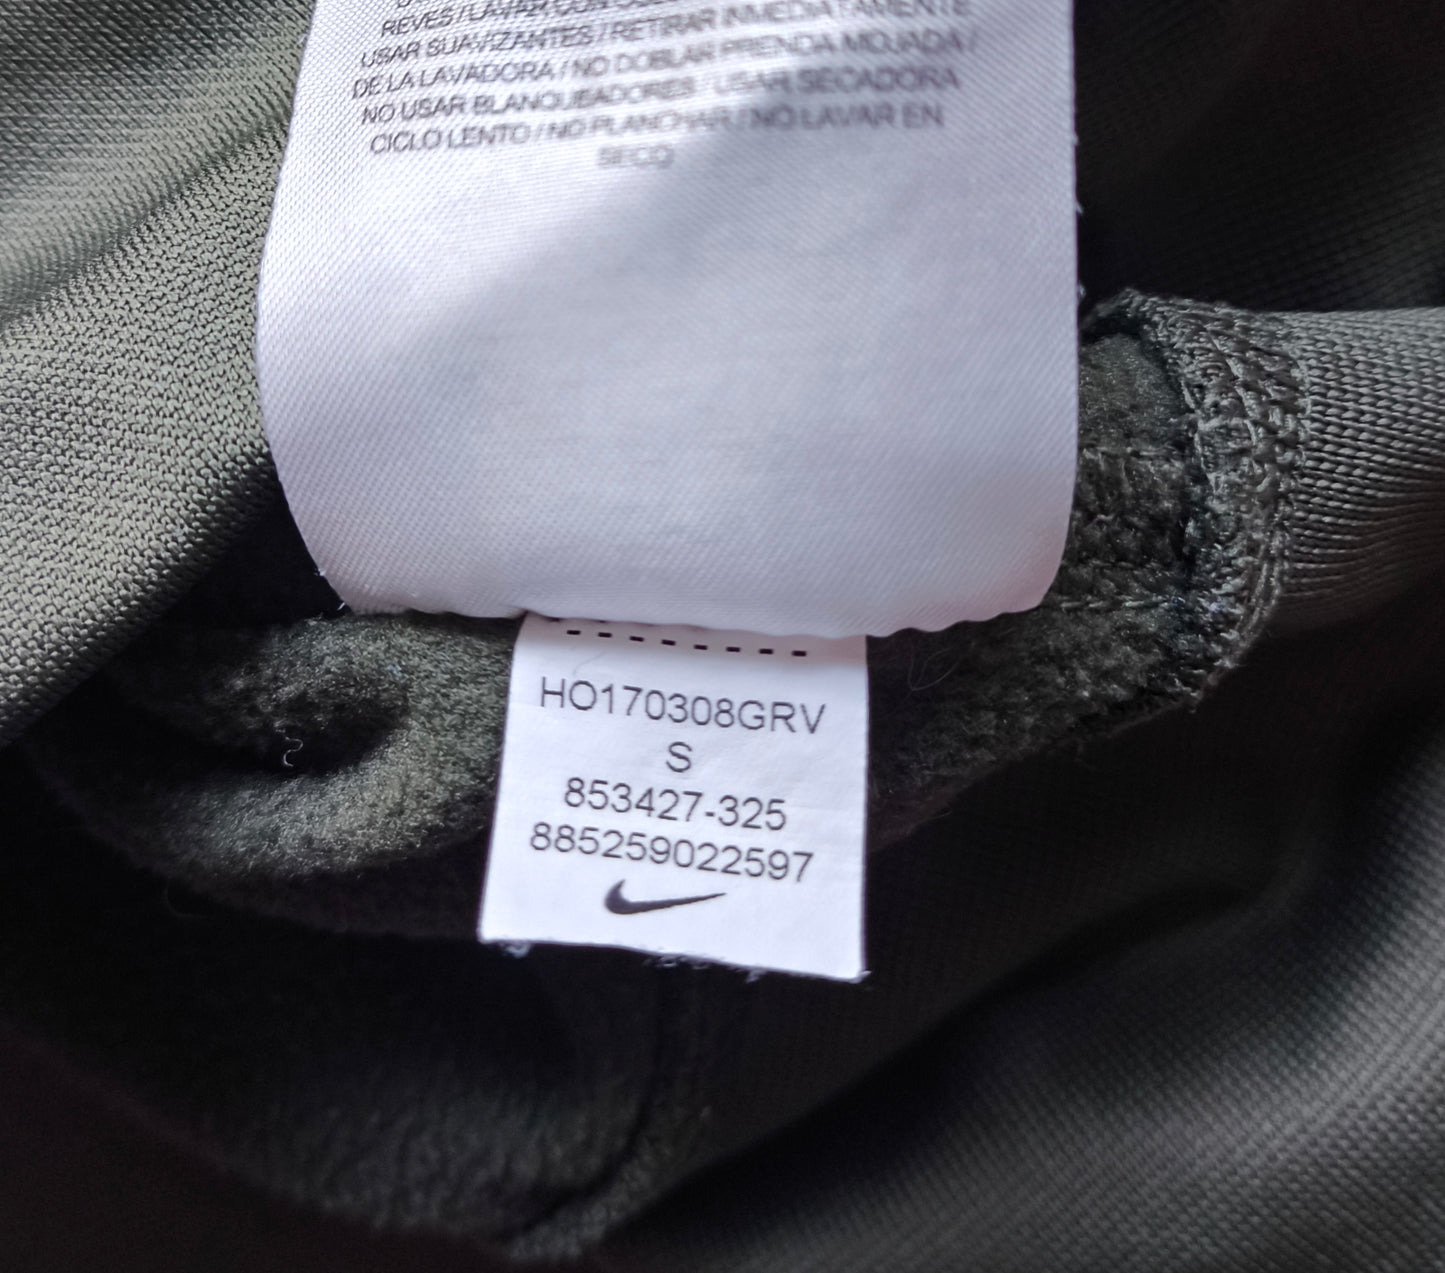 REVES / LAVAR CON
USAR SUAVIZANTES / RETIRAR INMEDIATAMENTE
DE LA LAVADORA / NO DOBLAR PRENDA MOJADA /
NO USAR BLANQUEADORES / USAR SECADORA
CICLO LENTO / NO PLANCHAR / NO LAVAR EN
SECO
HO170308GRV
S
853427-325
885259022597